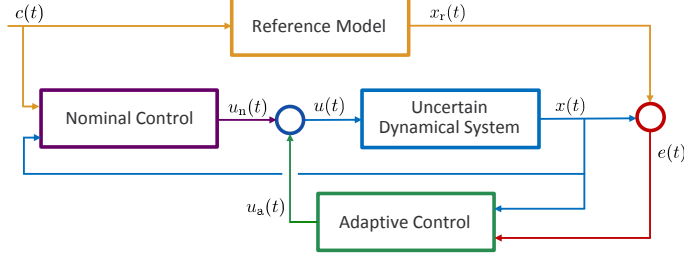 c(t)
Reference Model
x_r(t)
Nominal Control
u_n(t)
u(t)
Uncertain
Dynamical System
x(t)
e(t)
u_a(t)
Adaptive Control